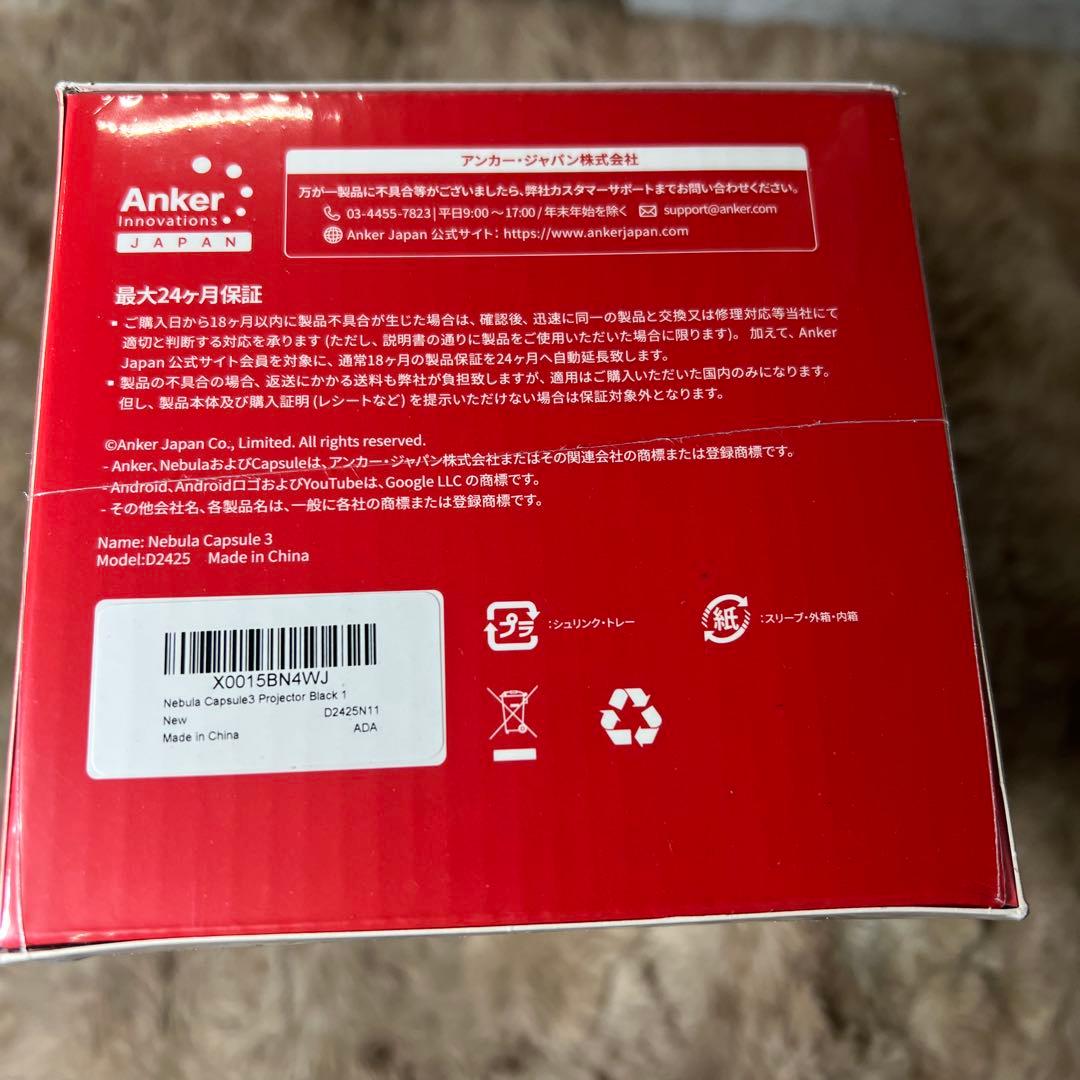 Anker
Innovations
JAPAN
アンカー・ジャパン株式会社
万が一製品に不具合等がございましたら、弊社カスタマーサポートまでお問い合わせください。
03-4455-7823|平日9:00〜17:00/年末年始を除く support@anker.com
Anker Japan 公式サイト: https://www.ankerjapan.com
最大24ヶ月保証
▪ ご購入日から18ヶ月以内に製品不具合が生じた場合は、確認後、迅速に同一の製品と交換又は修理対応等当社にて
適切と判断する対応を承ります (ただし、説明書の通りに製品をご使用いただいた場合に限ります)。加えて、Anker
Japan 公式サイト会員を対象に、通常18ヶ月の製品保証を24ヶ月へ自動延長致します。
▪ 製品の不具合の場合、返送にかかる送料も弊社が負担致しますが、適用はご購入いただいた国内のみになります。
但し、製品本体及び購入証明 (レシートなど) を提示いただけない場合は保証対象外となります。
©Anker Japan Co., Limited. All rights reserved.
- Anker、NebulaおよびCapsuleは、アンカー・ジャパン株式会社またはその関連会社の商標または登録商標です。
- Android、AndroidロゴおよびYouTubeは、Google LLC の商標です。
- その他会社名、各製品名は、一般に各社の商標または登録商標です。
Name: Nebula Capsule 3
Model:D2425 Made in China
X0015BN4WJ
Nebula Capsule3 Projector Black 1
New D2425N11
Made in China ADA
プラ :シュリンク・トレー
紙 :スリーブ・外箱・内箱